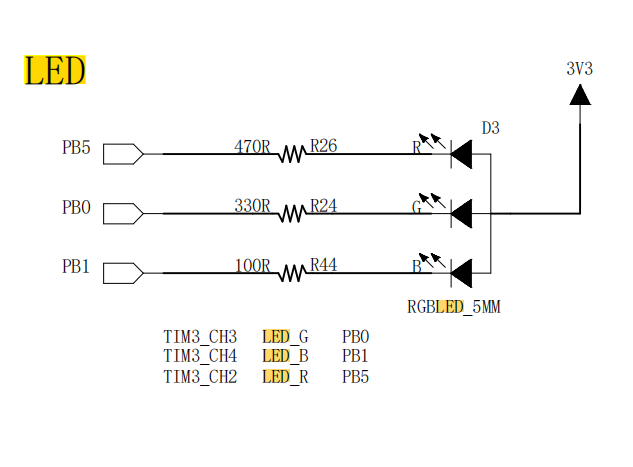 LED
3V3
D3
PB5 470R R26 R
PB0 330R R24 G
PB1 100R R44 B
RGBLED_5MM
TIM3_CH3 LED_G PB0
TIM3_CH4 LED_B PB1
TIM3_CH2 LED_R PB5